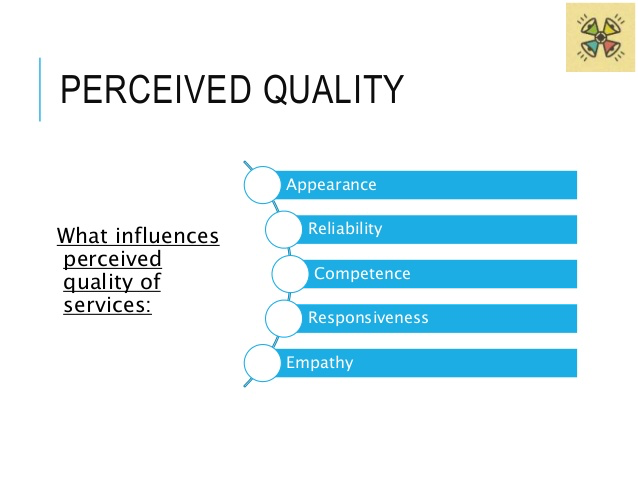 PERCEIVED QUALITY
What influences
perceived
quality of
services:
Appearance
Reliability
Competence
Responsiveness
Empathy